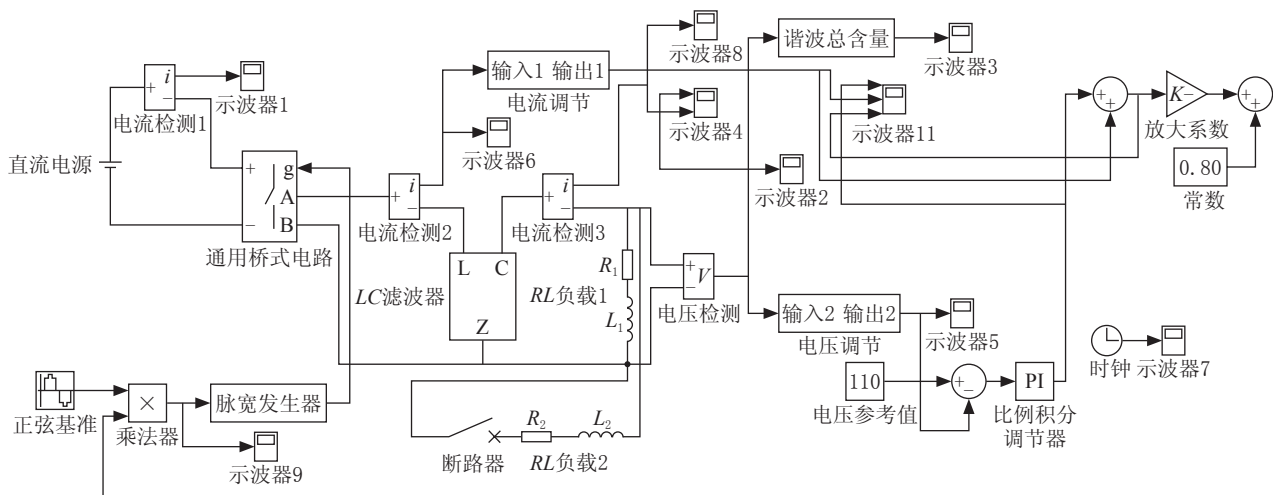 示波器8
谐波总含量
示波器3
i
+
−
示波器1
电流检测1
输入1 输出1
电流调节
示波器4
示波器6
示波器11
示波器2
+
+
K−
放大系数
+
+
0.80
常数
直流电源
+
−
g
A
B
通用桥式电路
+
i
−
电流检测2
+
i
−
电流检测3
L C
Z
LC滤波器
R₁
L₁
RL负载1
+
−
V
电压检测
输入2 输出2
电压调节
示波器5
时钟
示波器7
110
电压参考值
+
−
PI
比例积分
调节器
正弦基准
×
乘法器
脉宽发生器
示波器9
断路器
R₂
L₂
RL负载2